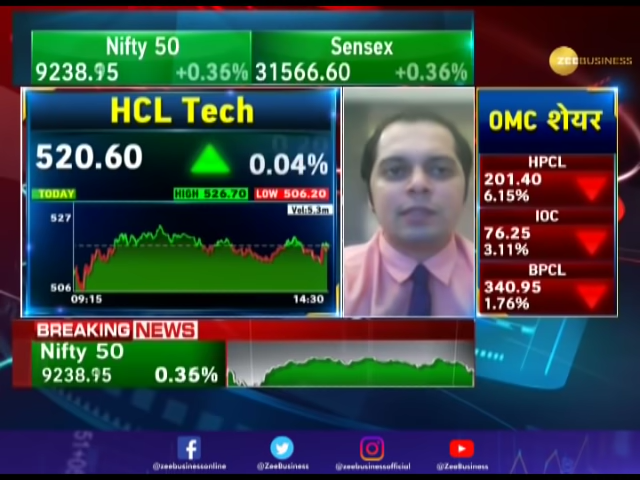 Nifty 50
9238.95
+0.36%
Sensex
31566.60
+0.36%
ZEEBUSINESS
HCL Tech
520.60
0.04%
TODAY
HIGH 526.70
LOW 506.20
Vol:5.3m
527
506
09:15
14:30
OMC शेयर
HPCL
201.40
6.15%
IOC
76.25
3.11%
BPCL
340.95
1.76%
BREAKING NEWS
Nifty 50
9238.95
0.36%
@zeebusinessonline
@ZeeBusiness
@zeebusinessofficial
@ZeeBusiness